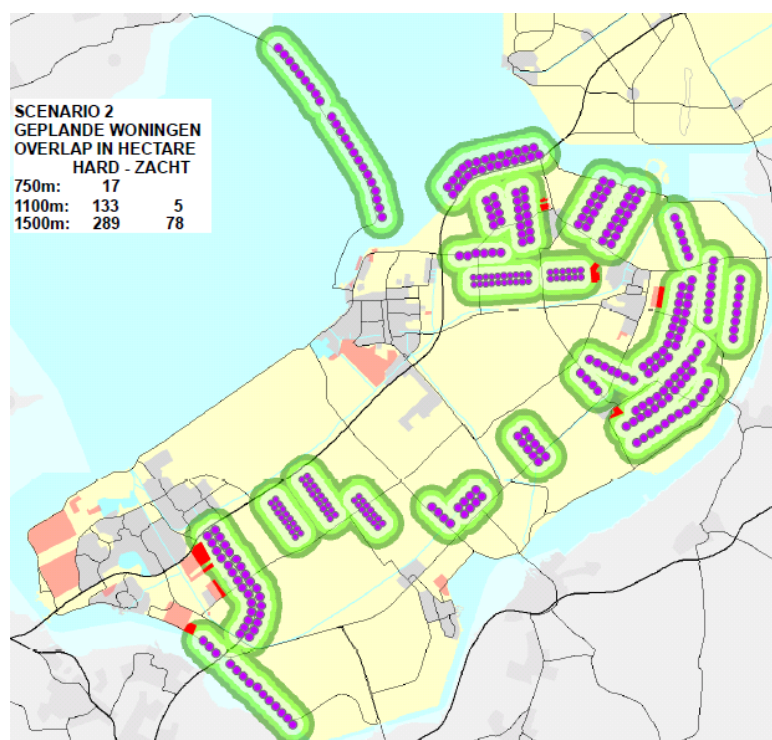 SCENARIO 2
GEPLANDE WONINGEN
OVERLAP IN HECTARE
HARD - ZACHT
750m: 17
1100m: 133 5
1500m: 289 78